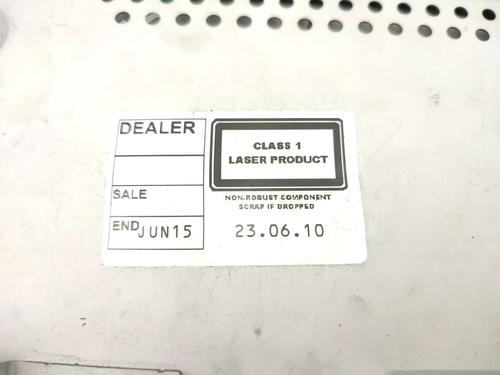 DEALER
SALE
END JUN15
CLASS 1
LASER PRODUCT
NON-ROBUST COMPONENT
SCRAP IF DROPPED
23.06.10